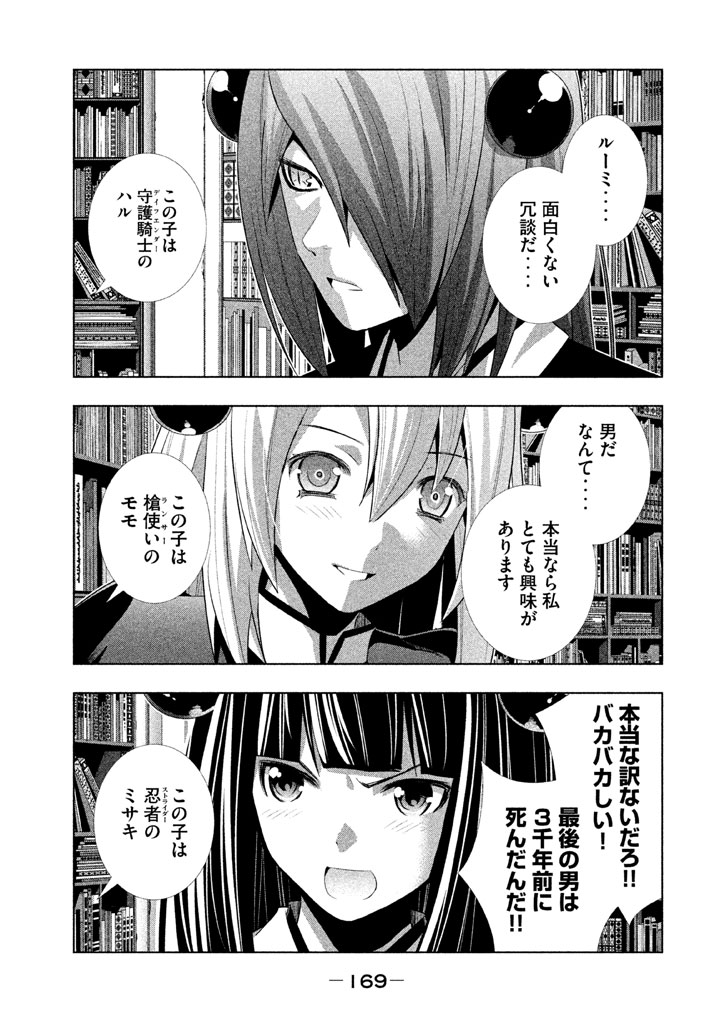 ルーミ‥‥
面白くない
冗談だ‥‥
この子は
守護騎士の
ディフェンダー
ハル
男だ
なんて‥‥
本当なら私
とても興味が
あります
この子は
槍使いの
ランサー
モモ
本当な訳ないだろ!!
バカバカしい!
最後の男は
3千年前に
死んだんだ!!
この子は
忍者の
ストライダー
ミサキ
—169—